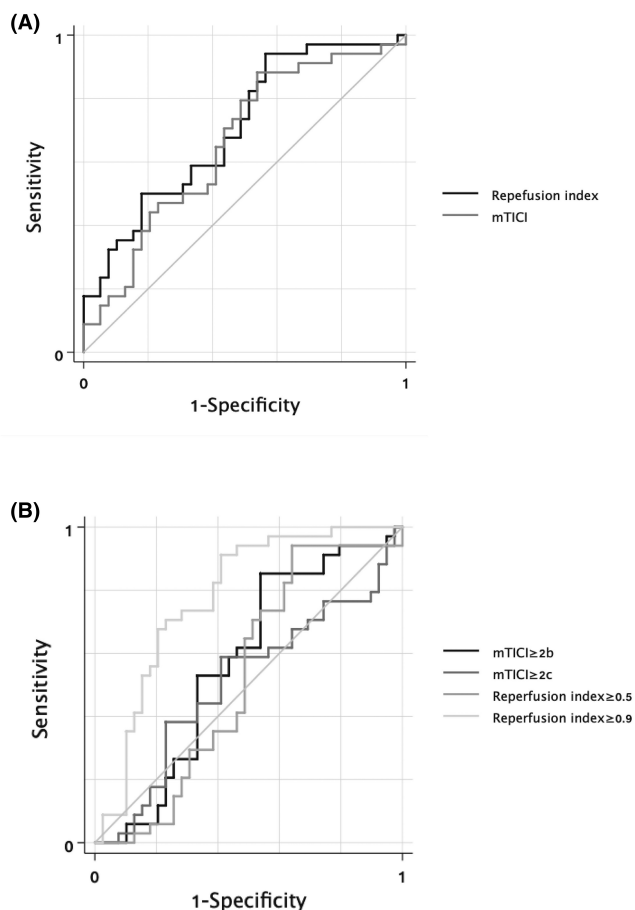 (A)
1
Sensitivity
0
0
1
1-Specificity
Repefusion index
mTICI
(B)
1
Sensitivity
0
0
1
1-Specificity
mTICI≥2b
mTICI≥2c
Reperfusion index≥0.5
Reperfusion index≥0.9